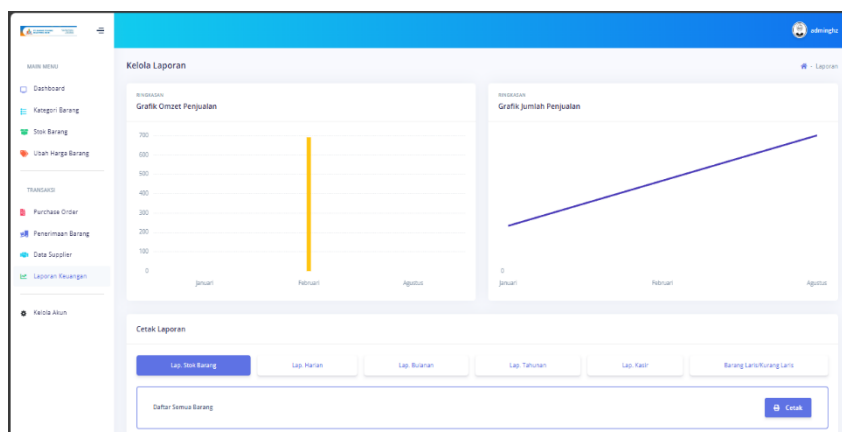 adminghz
MAIN MENU
Dashboard
Kategori Barang
Stok Barang
Ubah Harga Barang
TRANSAKSI
Purchase Order
Penerimaan Barang
Data Supplier
Laporan Keuangan
Kelola Akun
Kelola Laporan
- Laporan
RINGKASAN
Grafik Omzet Penjualan
700
600
500
400
300
200
100
0
Januari Februari Agustus
RINGKASAN
Grafik Jumlah Penjualan
0
Januari Februari Agustus
Cetak Laporan
Lap. Stok Barang Lap. Harian Lap. Bulanan Lap. Tahunan Lap. Kasir Barang Laris/Kurang Laris
Daftar Semua Barang Cetak